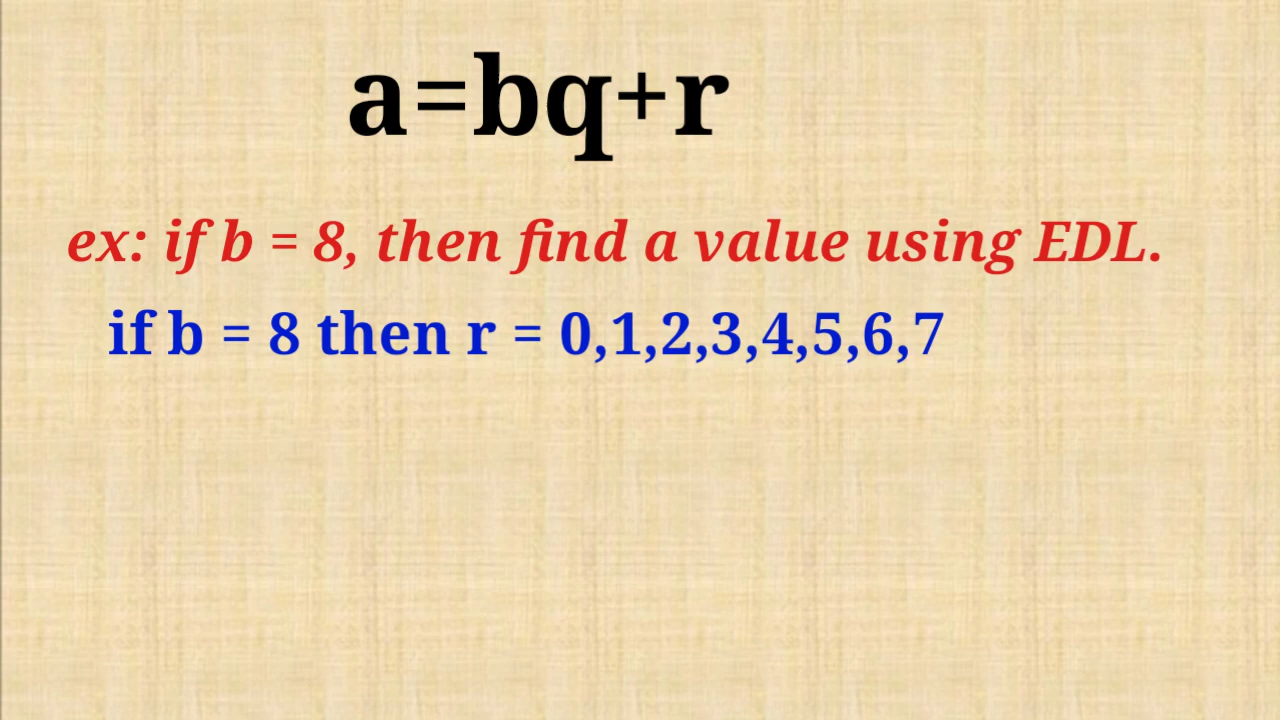 a=bq+r
ex: if b = 8, then find a value using EDL.
if b = 8 then r = 0,1,2,3,4,5,6,7